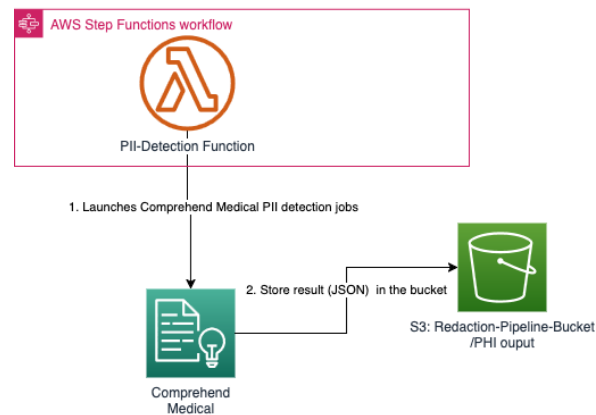 AWS Step Functions workflow
PII-Detection Function
1. Launches Comprehend Medical PII detection jobs
2. Store result (JSON) in the bucket
S3: Redaction-Pipeline-Bucket
/PHI ouput
Comprehend
Medical